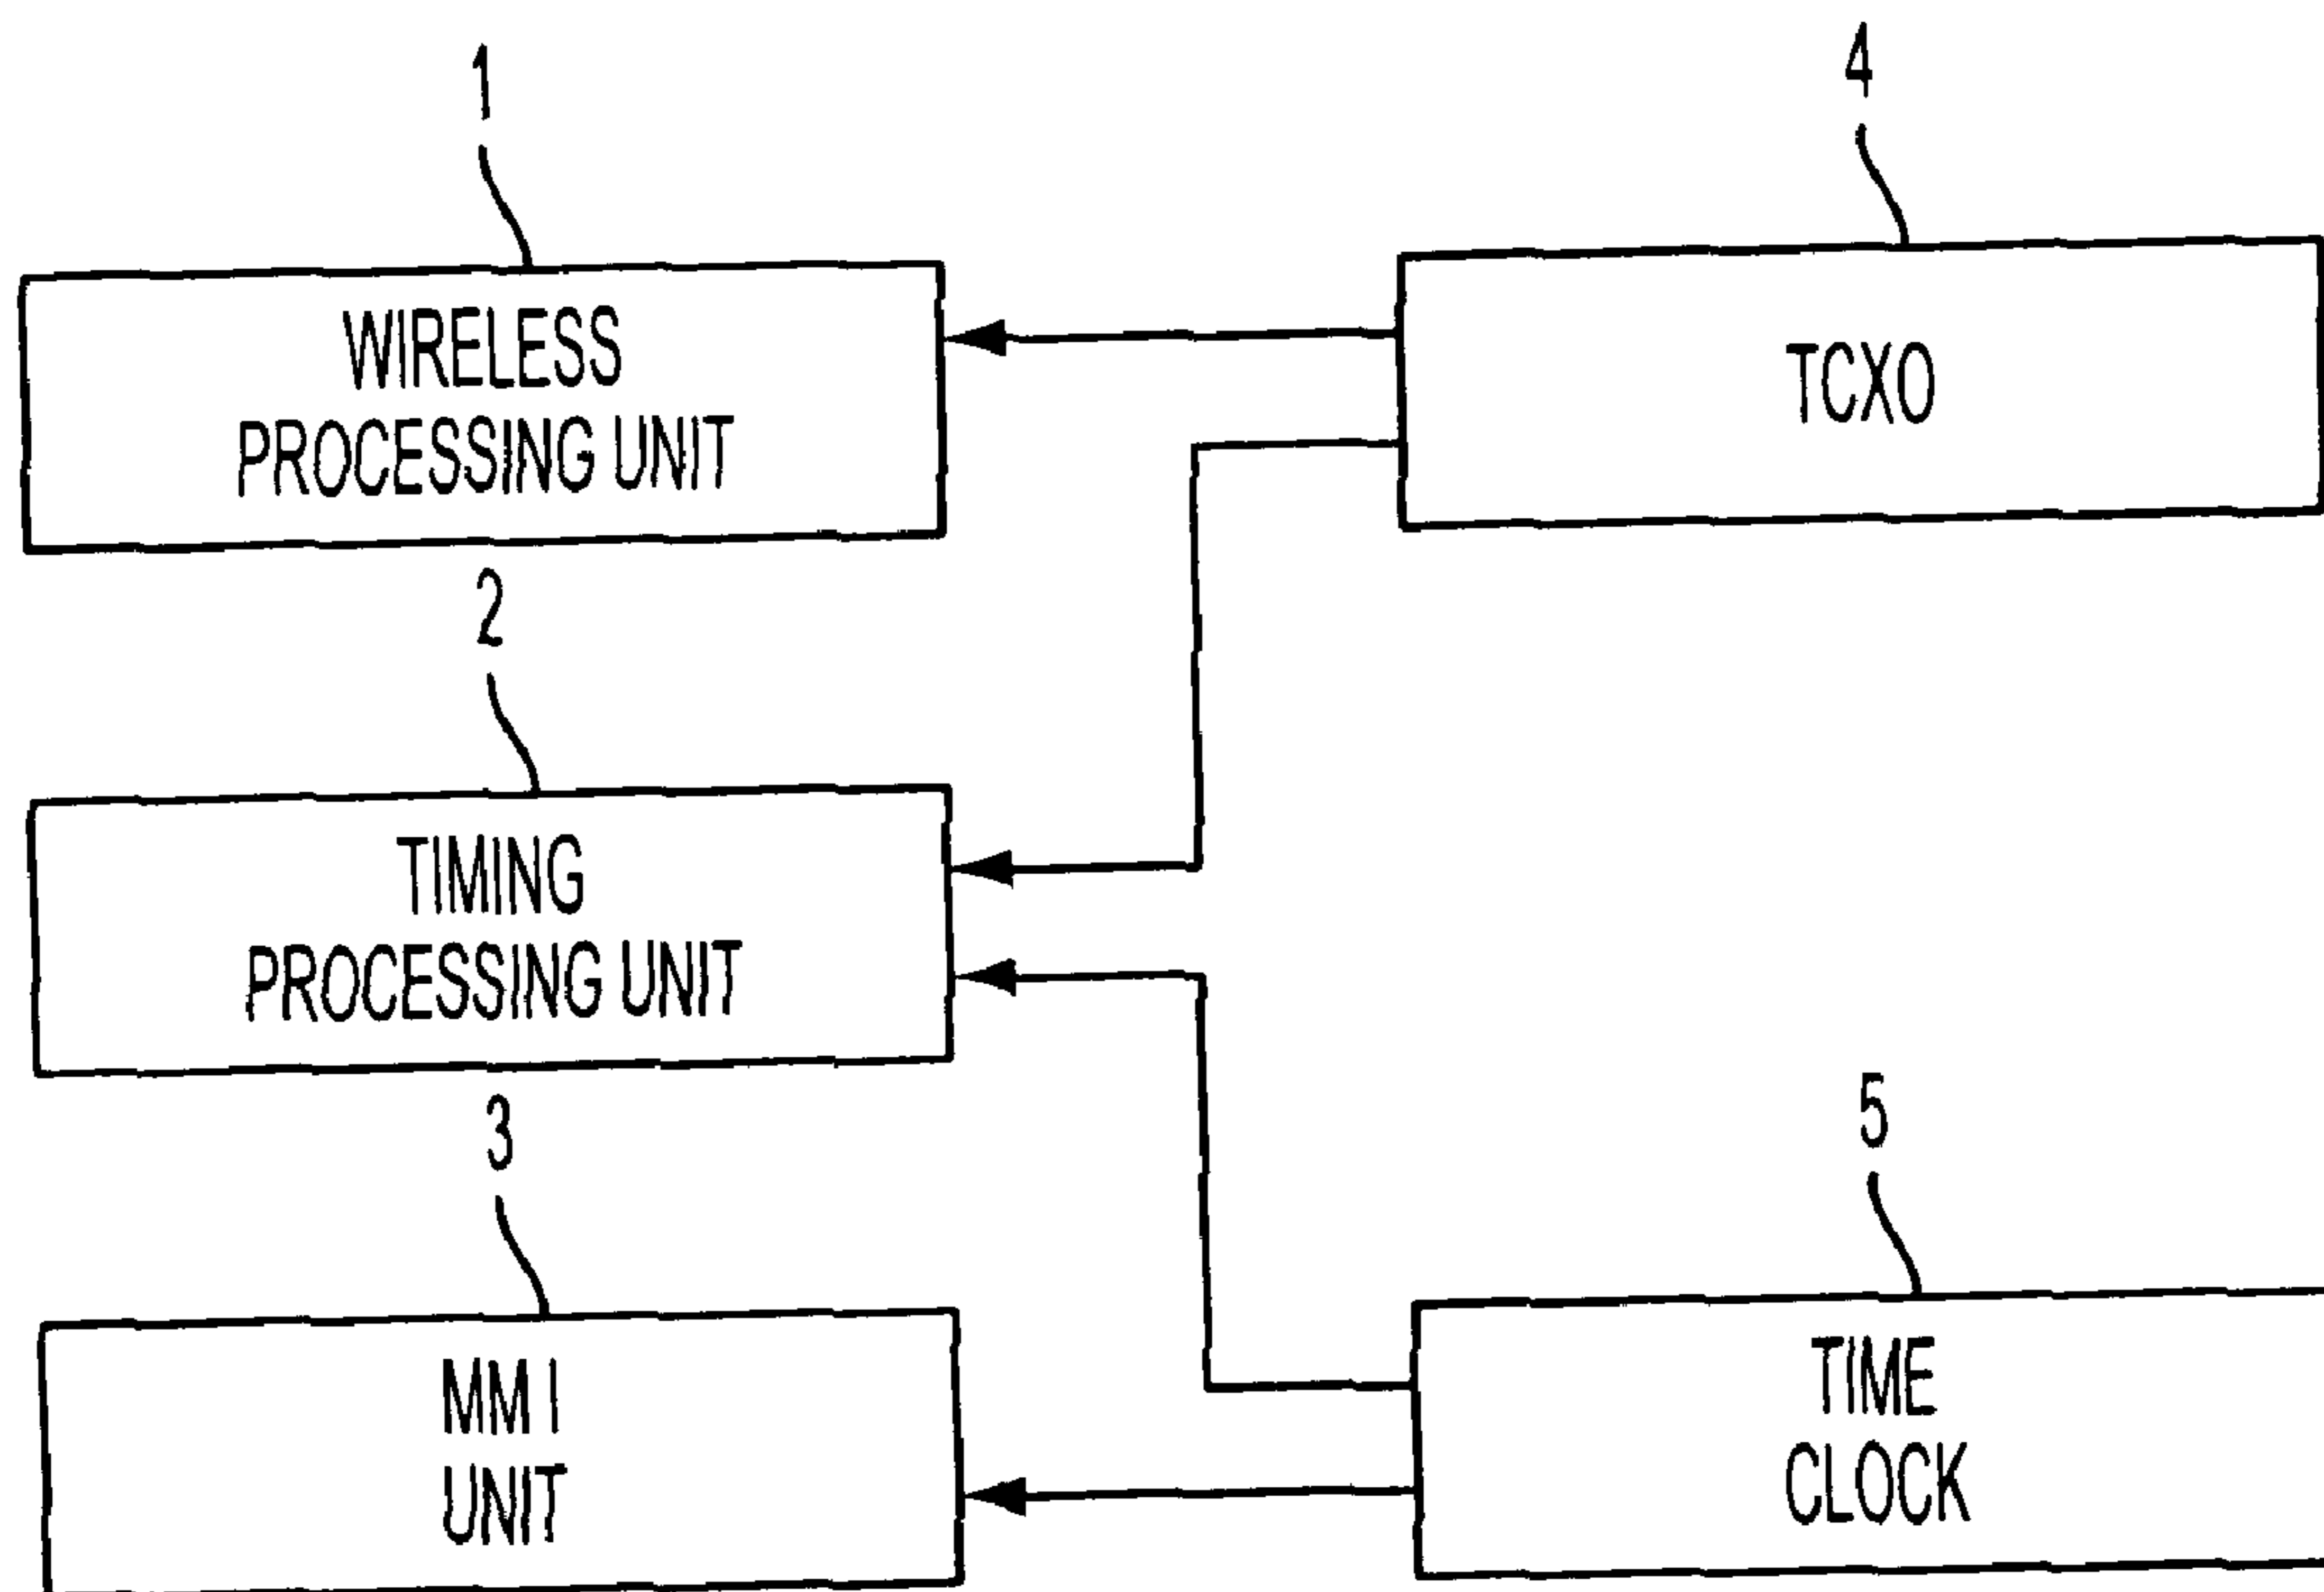 1
4
WIRELESS
PROCESSING UNIT
TCXO
2
TIMING
PROCESSING UNIT
3
5
MM I
UNIT
TIME
CLOCK